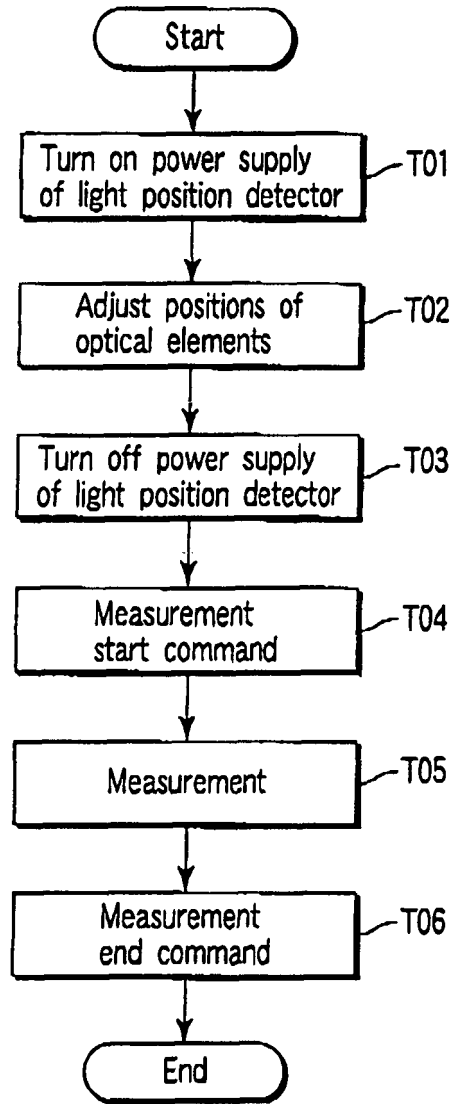 Start
Turn on power supply
of light position detector
T01
Adjust positions of
optical elements
T02
Turn off power supply
of light position detector
T03
Measurement
start command
T04
Measurement
T05
Measurement
end command
T06
End